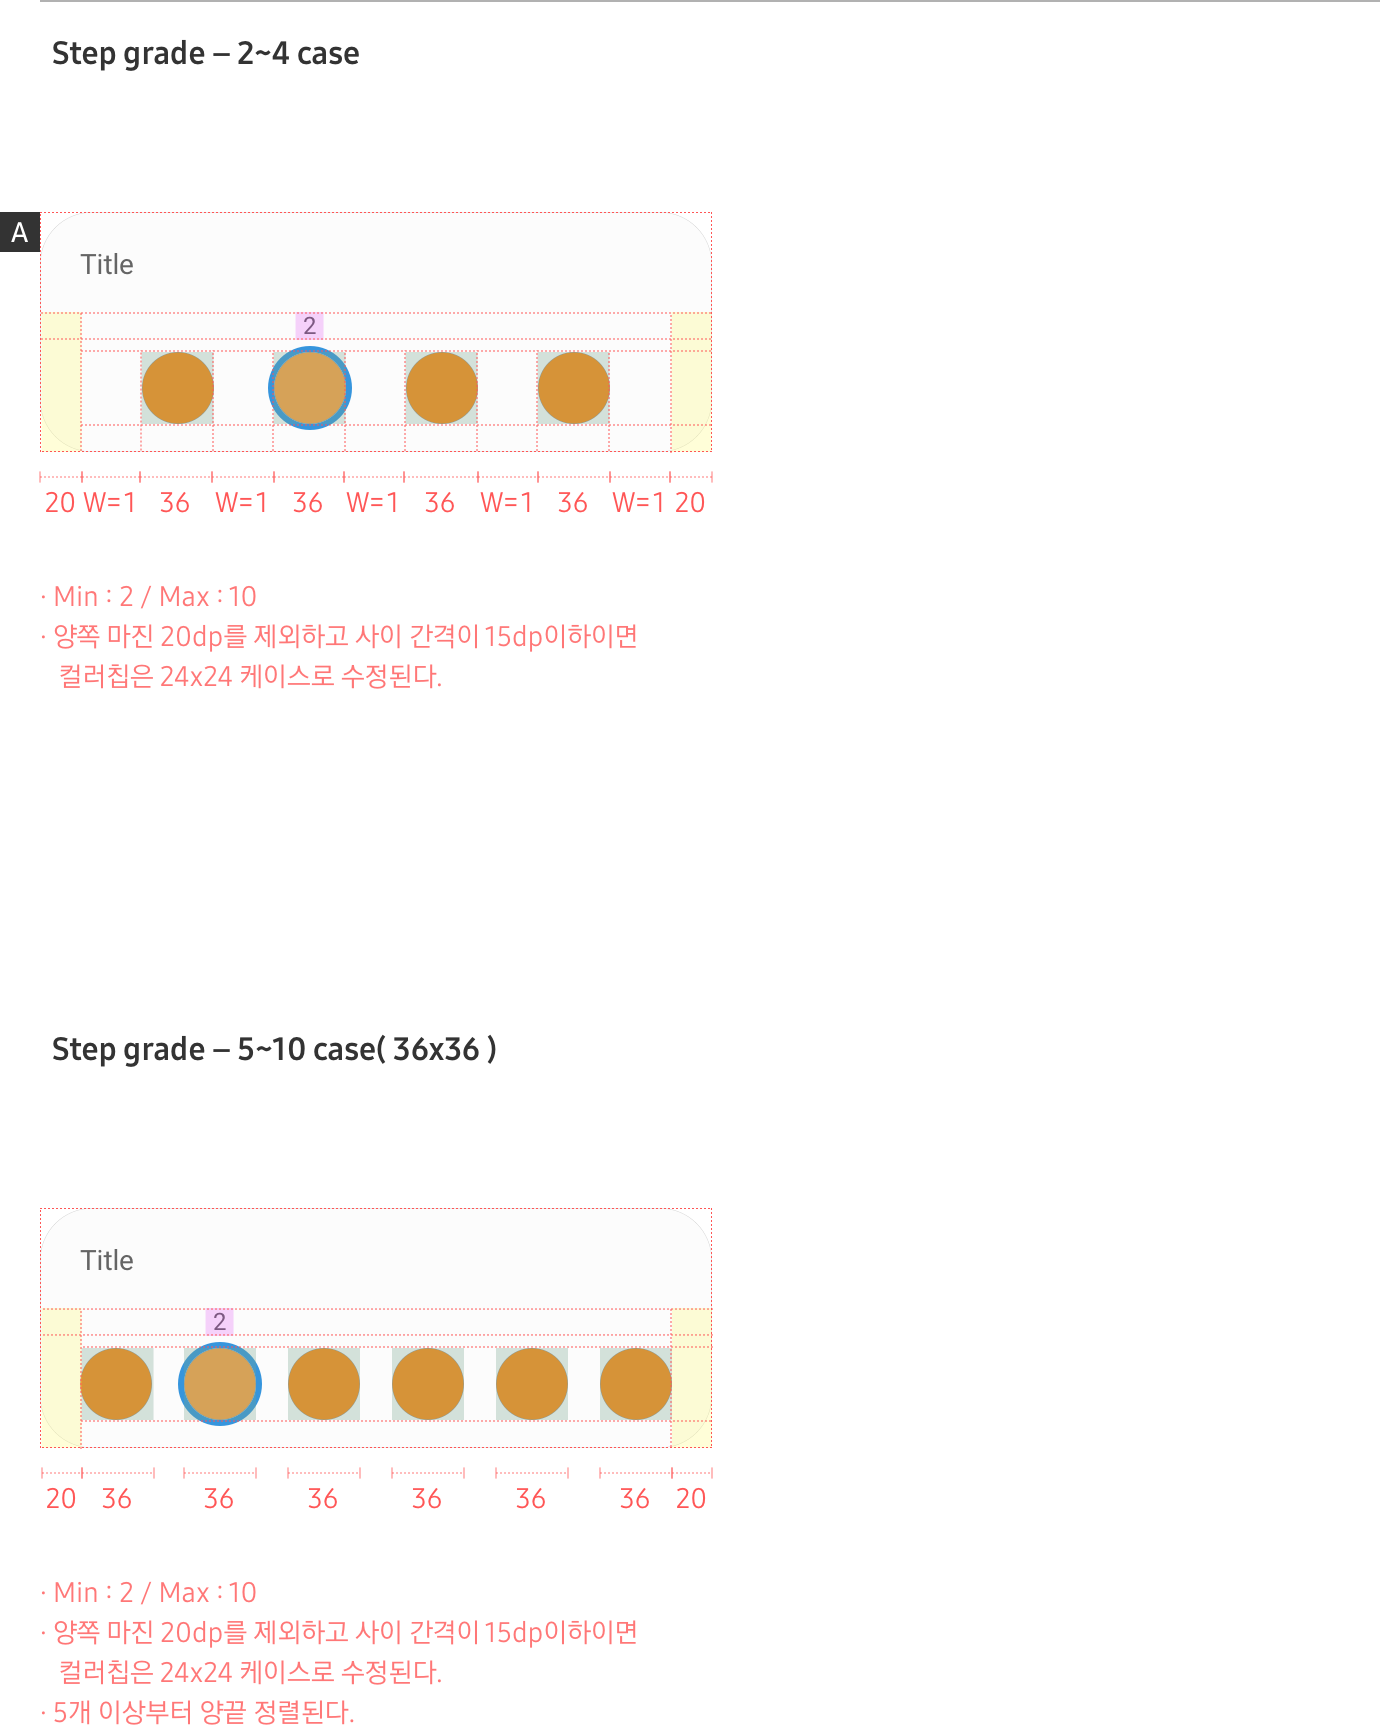 Step grade – 2~4 case
A
Title
2
20 W=1 36 W=1 36 W=1 36 W=1 36 W=1 20
· Min : 2 / Max : 10
· 양쪽 마진 20dp를 제외하고 사이 간격이 15dp이하이면
컬러칩은 24x24 케이스로 수정된다.
Step grade – 5~10 case( 36x36 )
Title
2
20 36 36 36 36 36 36 20
· Min : 2 / Max : 10
· 양쪽 마진 20dp를 제외하고 사이 간격이 15dp이하이면
컬러칩은 24x24 케이스로 수정된다.
· 5개 이상부터 양끝 정렬된다.